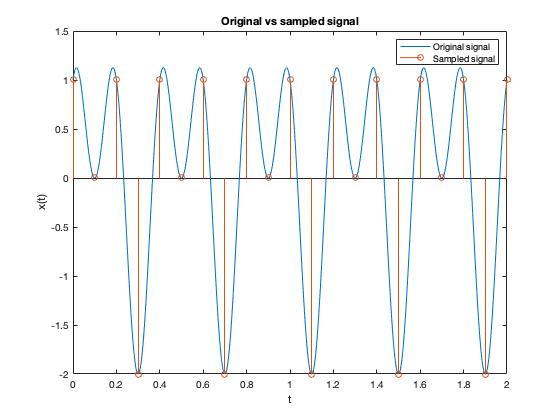 Original vs sampled signal
Original signal
Sampled signal
1.5
1
0.5
0
-0.5
-1
-1.5
-2
x(t)
0 0.2 0.4 0.6 0.8 1 1.2 1.4 1.6 1.8 2
t